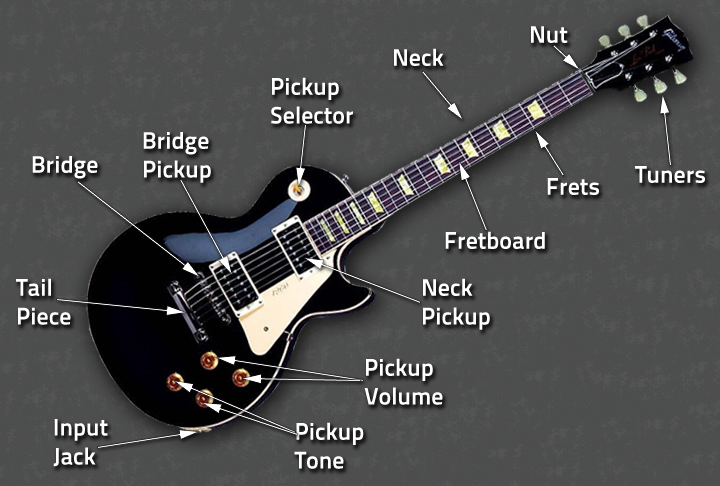 Nut
Neck
Gibson
Pickup
Selector
Bridge
Pickup
Bridge
Tuners
Frets
Fretboard
Tail
Piece
Neck
Pickup
Pickup
Volume
Input
Jack
Pickup
Tone